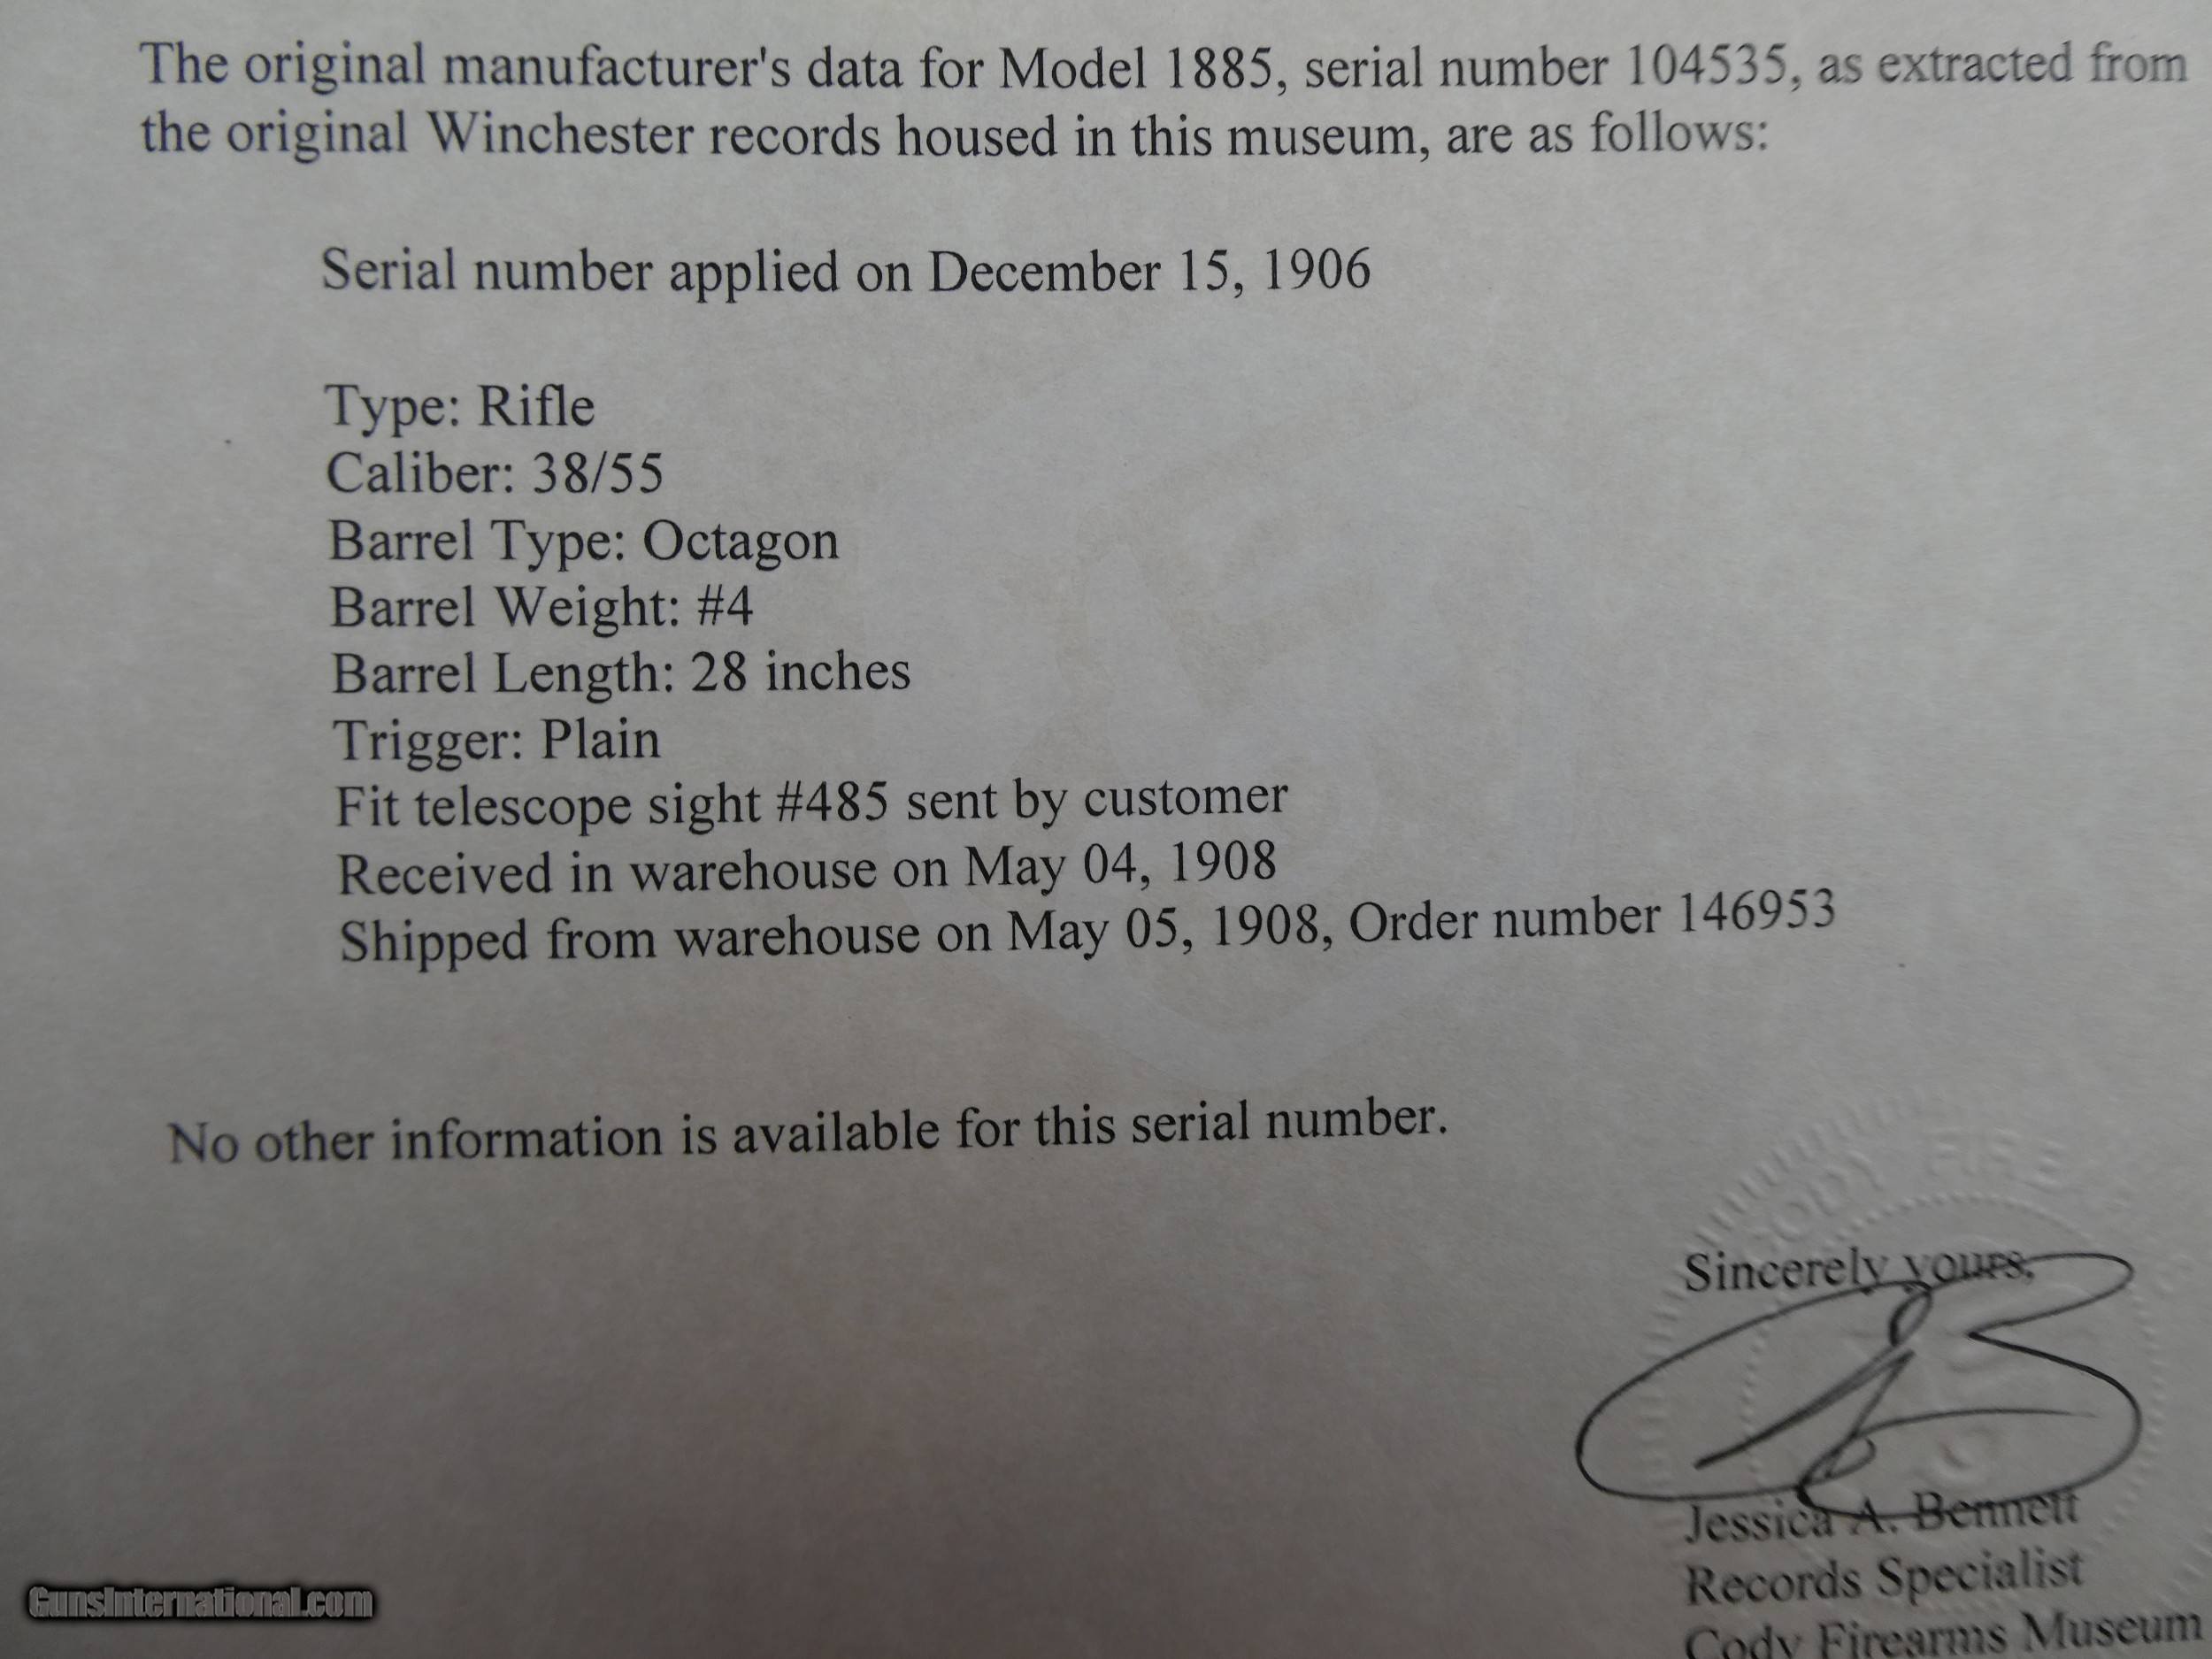 The original manufacturer's data for Model 1885, serial number 104535, as extracted from
the original Winchester records housed in this museum, are as follows:
Serial number applied on December 15, 1906
Type: Rifle
Caliber: 38/55
Barrel Type: Octagon
Barrel Weight: #4
Barrel Length: 28 inches
Trigger: Plain
Fit telescope sight #485 sent by customer
Received in warehouse on May 04, 1908
Shipped from warehouse on May 05, 1908, Order number 146953
No other information is available for this serial number.
CODY FIRE
Sincerely yours,
Jessica A. Bennett
Records Specialist
Cody Firearms Museum
GunsInternational.com